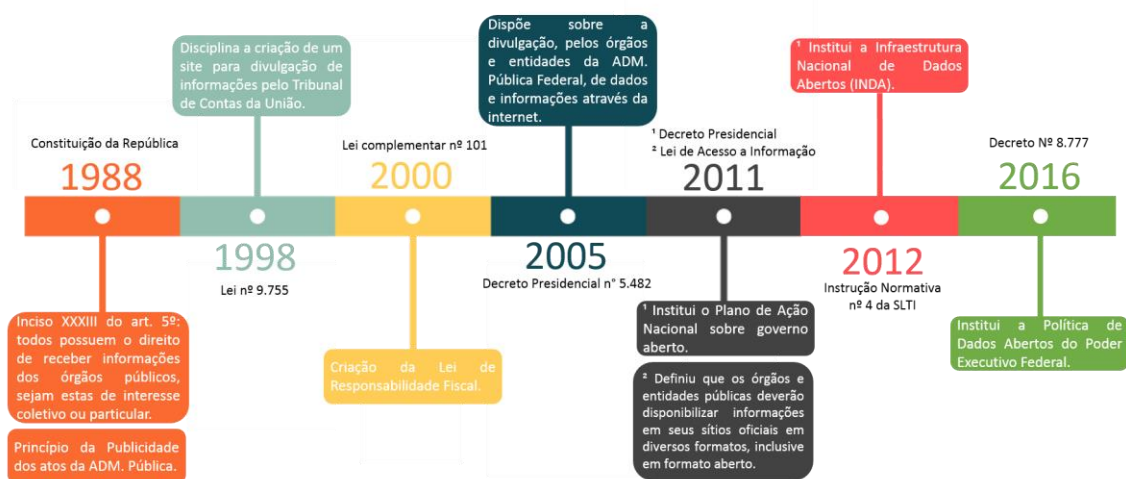 Constituição da República
1988
Inciso XXXIII do art. 5º:
todos possuem o direito
de receber informações
dos órgãos públicos,
sejam estas de interesse
coletivo ou particular.
Princípio da Publicidade
dos atos da ADM. Pública.
Disciplina a criação de um
site para divulgação de
informações pelo Tribunal
de Contas da União.
1998
Lei nº 9.755
Lei complementar nº 101
2000
Criação da Lei de
Responsabilidade Fiscal.
Dispõe sobre a
divulgação, pelos órgãos
e entidades da ADM.
Pública Federal, de dados
e informações através da
internet.
2005
Decreto Presidencial n° 5.482
¹ Decreto Presidencial
² Lei de Acesso a Informação
2011
¹ Institui o Plano de Ação
Nacional sobre governo
aberto.
² Definiu que os órgãos e
entidades públicas deverão
disponibilizar informações
em seus sítios oficiais em
diversos formatos, inclusive
em formato aberto.
¹ Institui a Infraestrutura
Nacional de Dados
Abertos (INDA).
2012
Instrução Normativa
nº 4 da SLTI
Decreto Nº 8.777
2016
Institui a Política de
Dados Abertos do Poder
Executivo Federal.